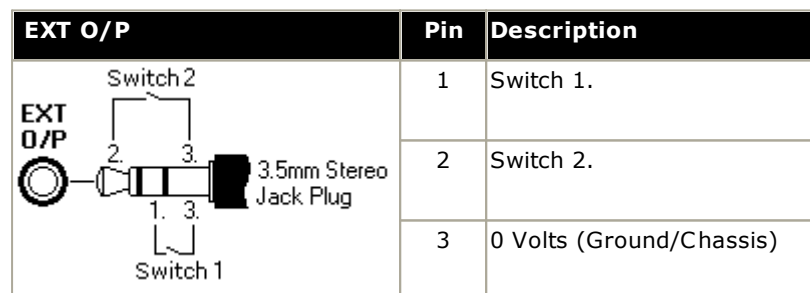 EXT O/P Pin Description
Switch 2
EXT
O/P
2. 3.
3.5mm Stereo
Jack Plug
1. 3.
Switch 1
1 Switch 1.
2 Switch 2.
3 0 Volts (Ground/Chassis)